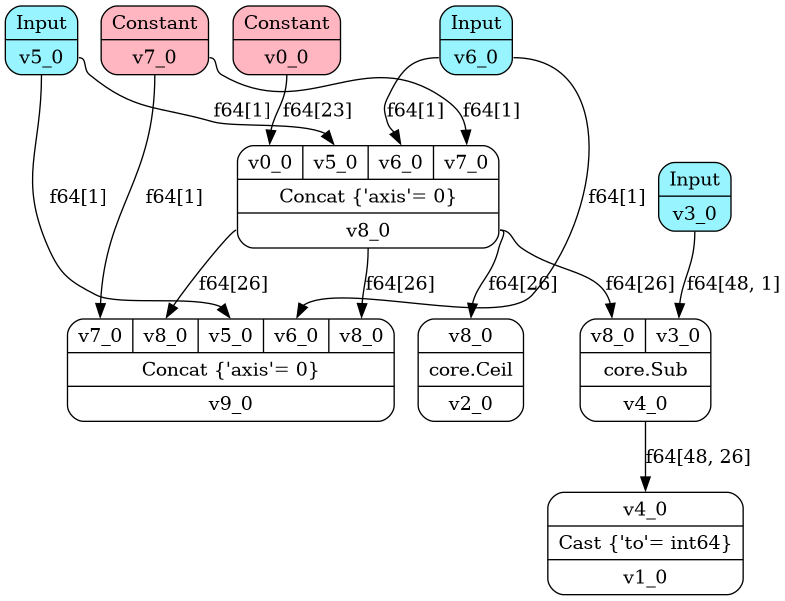 Input
v5_0
Constant
v7_0
Constant
v0_0
Input
v6_0
f64[1]
f64[23]
f64[1]
f64[1]
v0_0 v5_0 v6_0 v7_0
Concat {'axis'= 0}
v8_0
Input
v3_0
f64[1]
f64[1]
f64[1]
f64[26]
f64[26]
f64[26]
f64[26]
f64[48, 1]
v7_0 v8_0 v5_0 v6_0 v8_0
Concat {'axis'= 0}
v9_0
v8_0
core.Ceil
v2_0
v8_0 v3_0
core.Sub
v4_0
f64[48, 26]
v4_0
Cast {'to'= int64}
v1_0